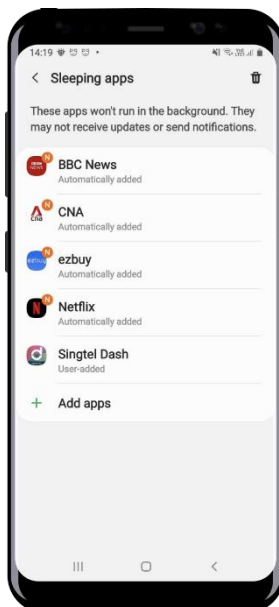 14:19
Sleeping apps
These apps won't run in the background. They
may not receive updates or send notifications.
N
BBC News
Automatically added
N
CNA
Automatically added
N
ezbuy
Automatically added
N
Netflix
Automatically added
Singtel Dash
User-added
+ Add apps